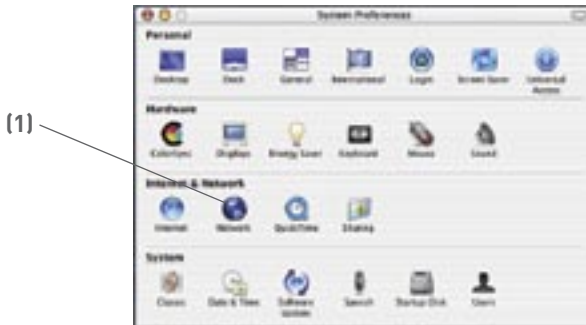 System Preferences
Personal
Desktop Dock General International Login Screen Saver Universal Access
Hardware
ColorSync Displays Energy Saver Keyboard Mouse Sound
(1)
Internet & Network
Internet Network QuickTime Sharing
System
Classic Date & Time Software Update Speech Startup Disk Users